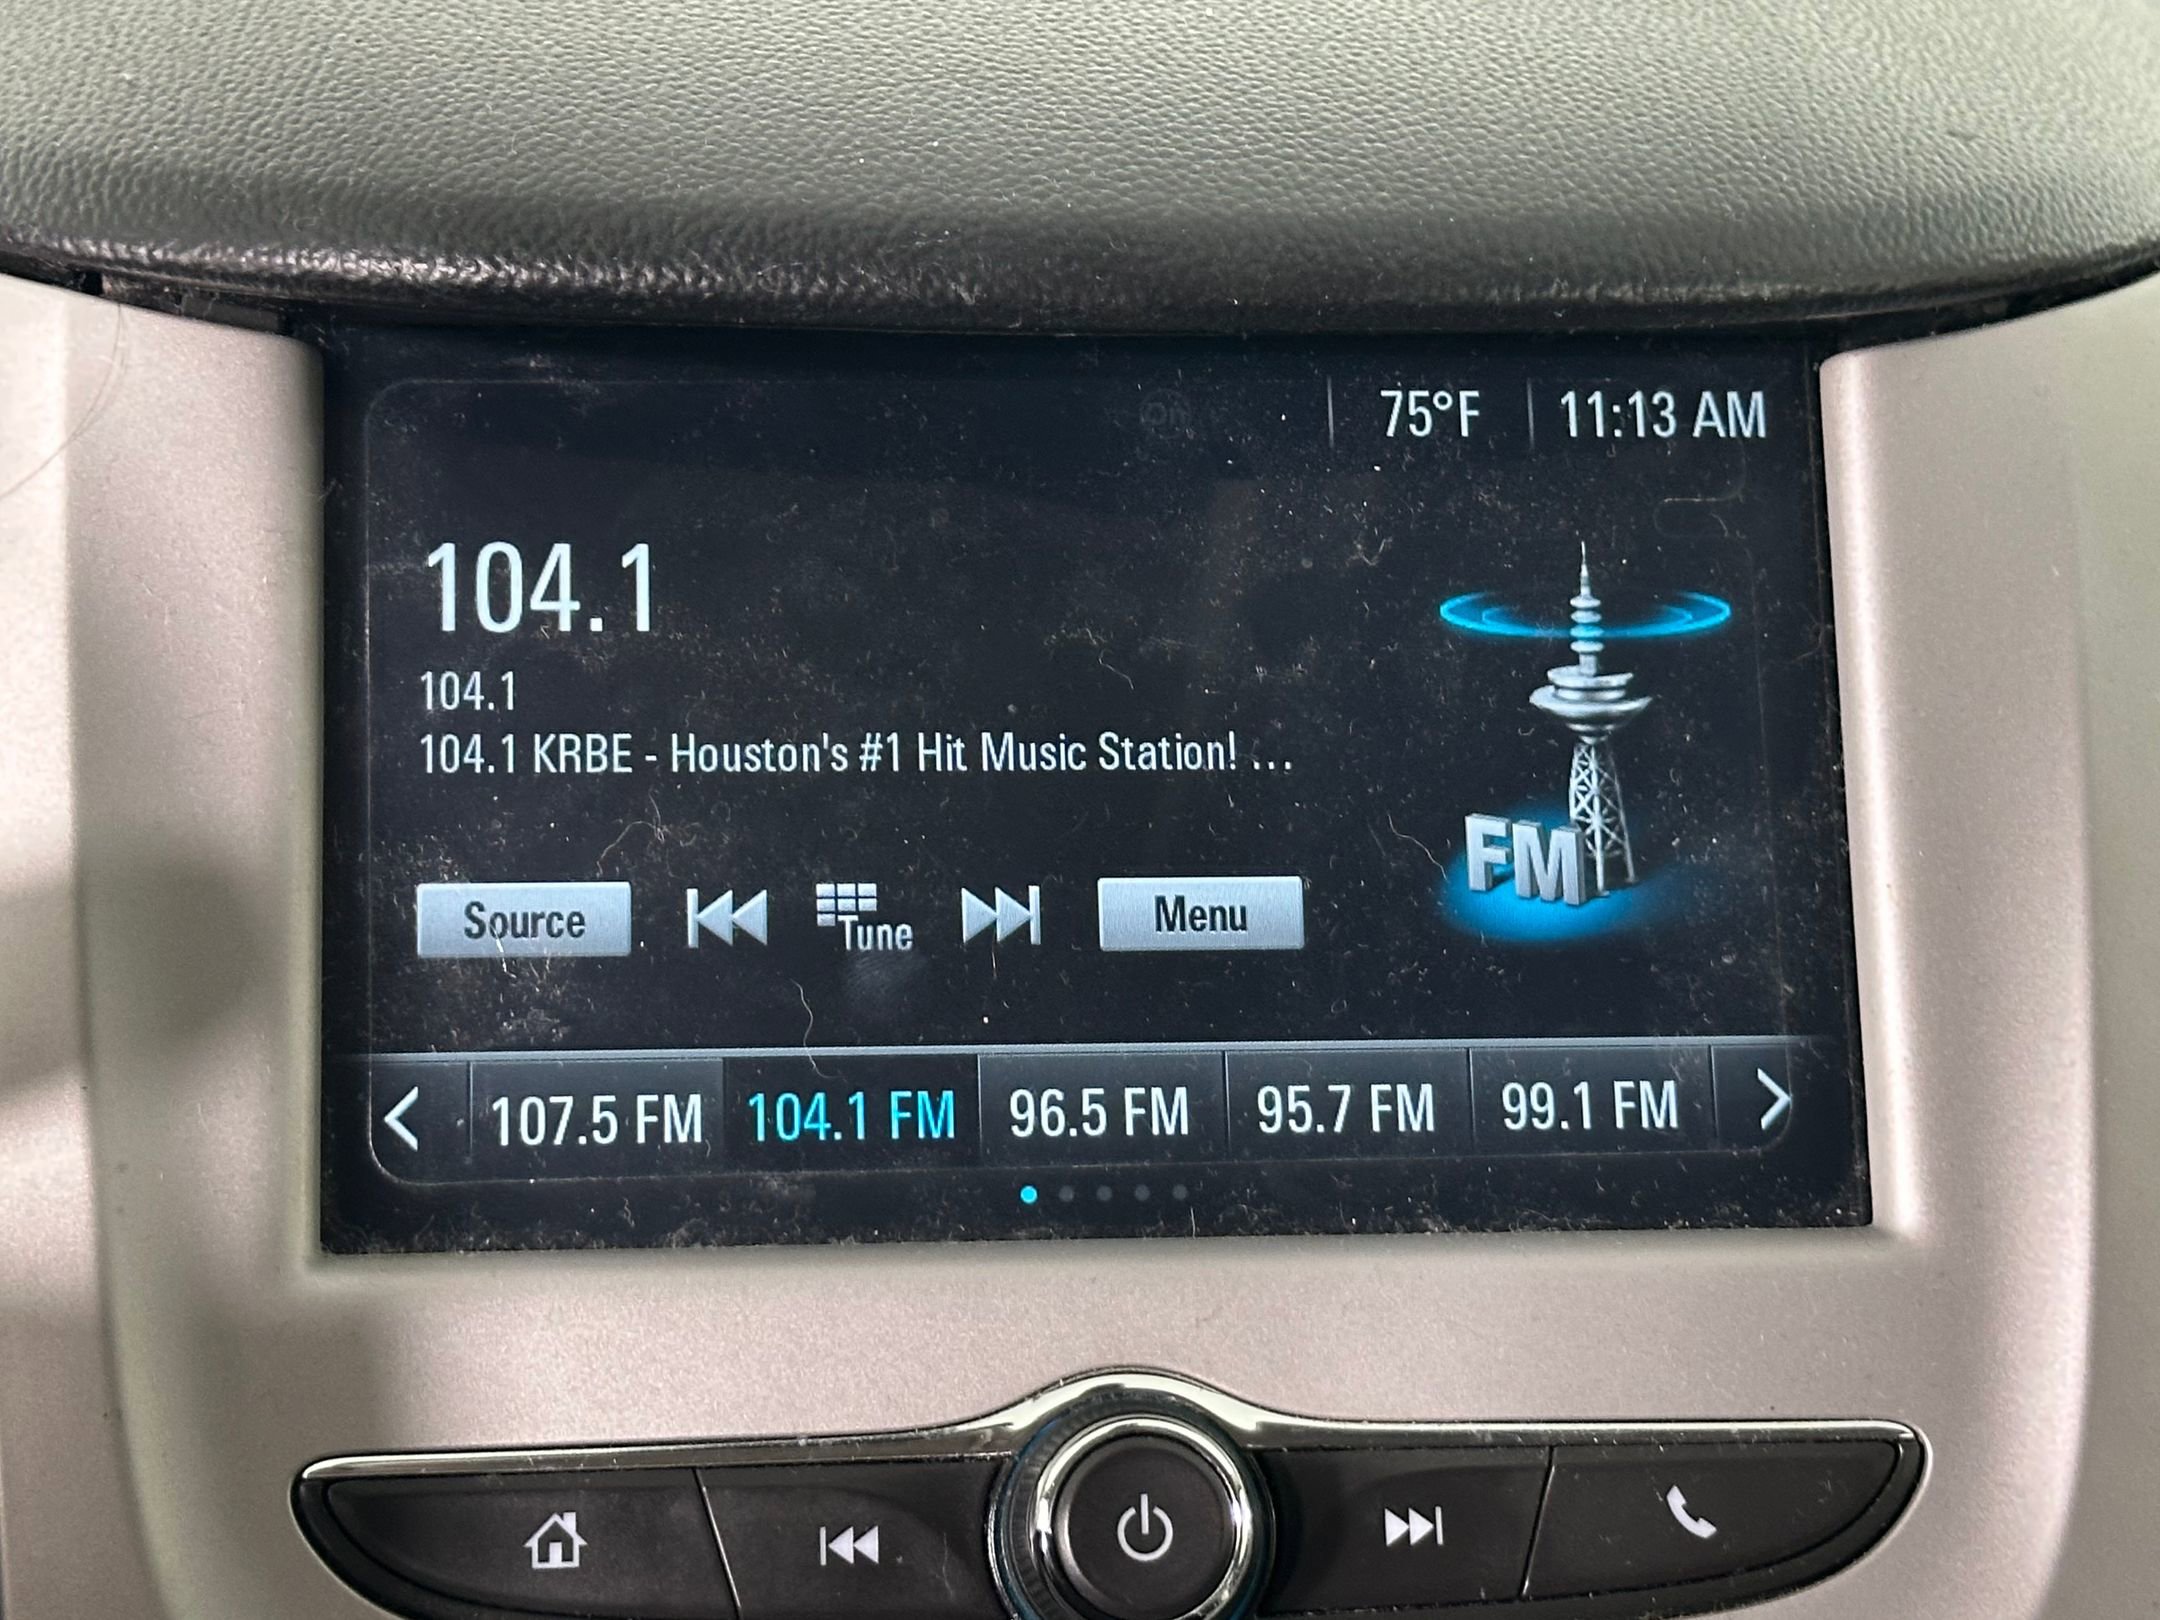 75°F 11:13 AM
104.1
104.1
104.1 KRBE - Houston's #1 Hit Music Station! ...
FM
Source Tune Menu
107.5 FM 104.1 FM 96.5 FM 95.7 FM 99.1 FM